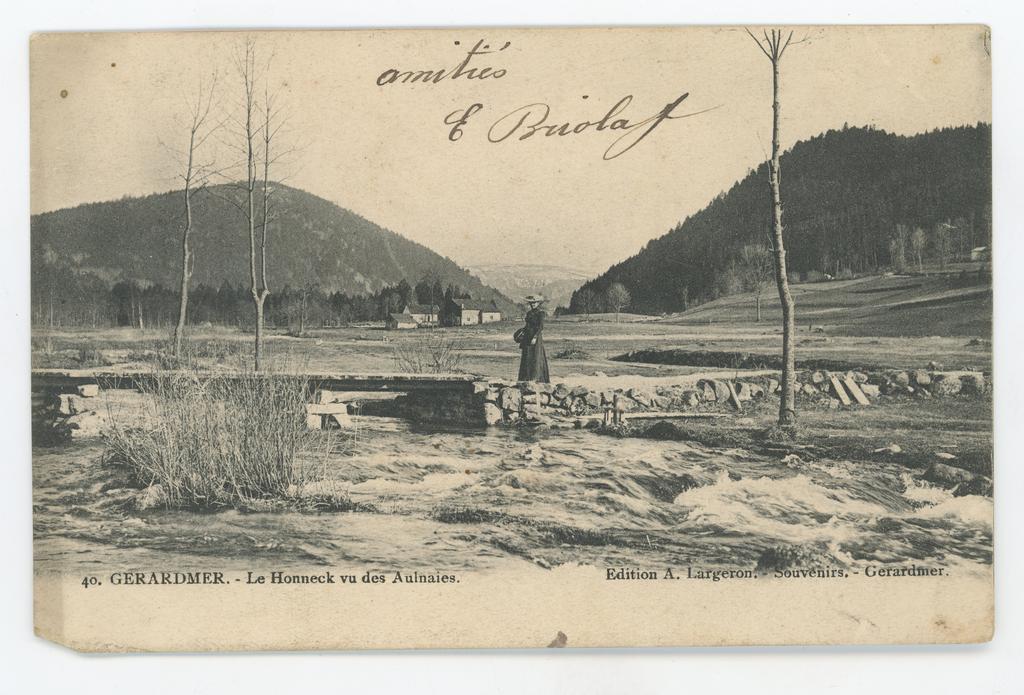 amitiés
E Briolat
40. GERARDMER. - Le Honneck vu des Aulnaies.
Edition A. Largeron. - Souvenirs. - Gerardmer.